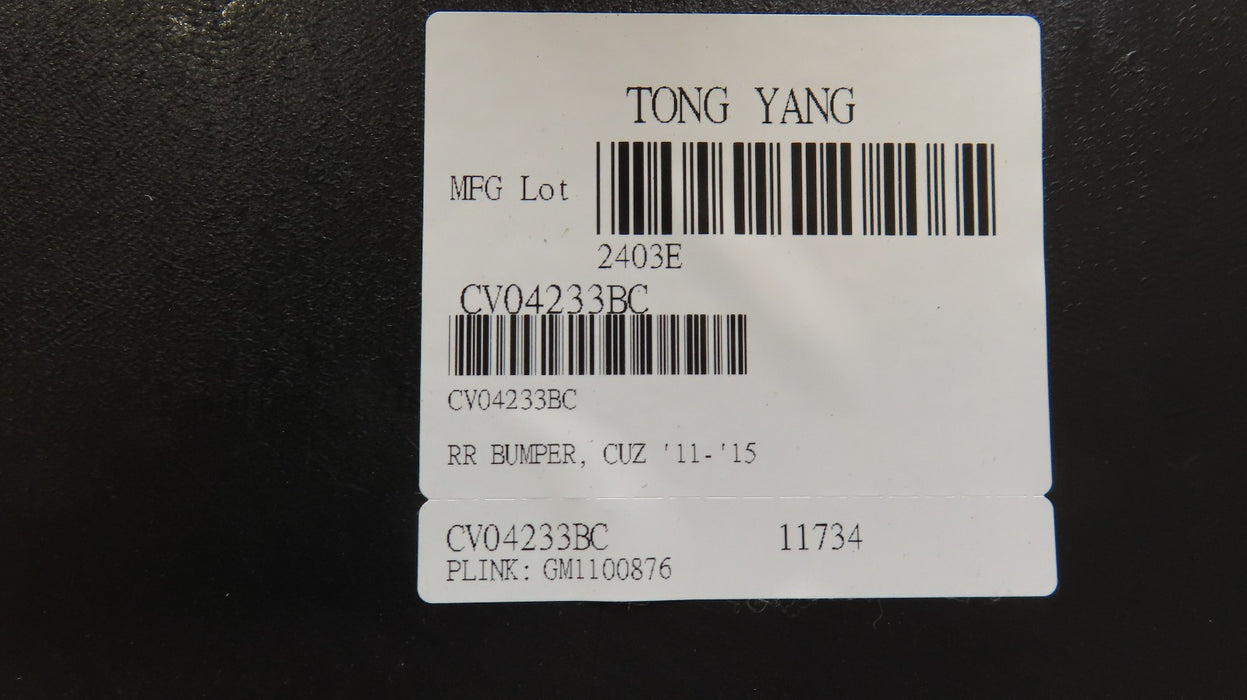 TONG YANG
MFG Lot
2403E
CV04233BC
CV04233BC
RR BUMPER, CUZ '11-'15
CV04233BC 11734
PLINK: GM1100876